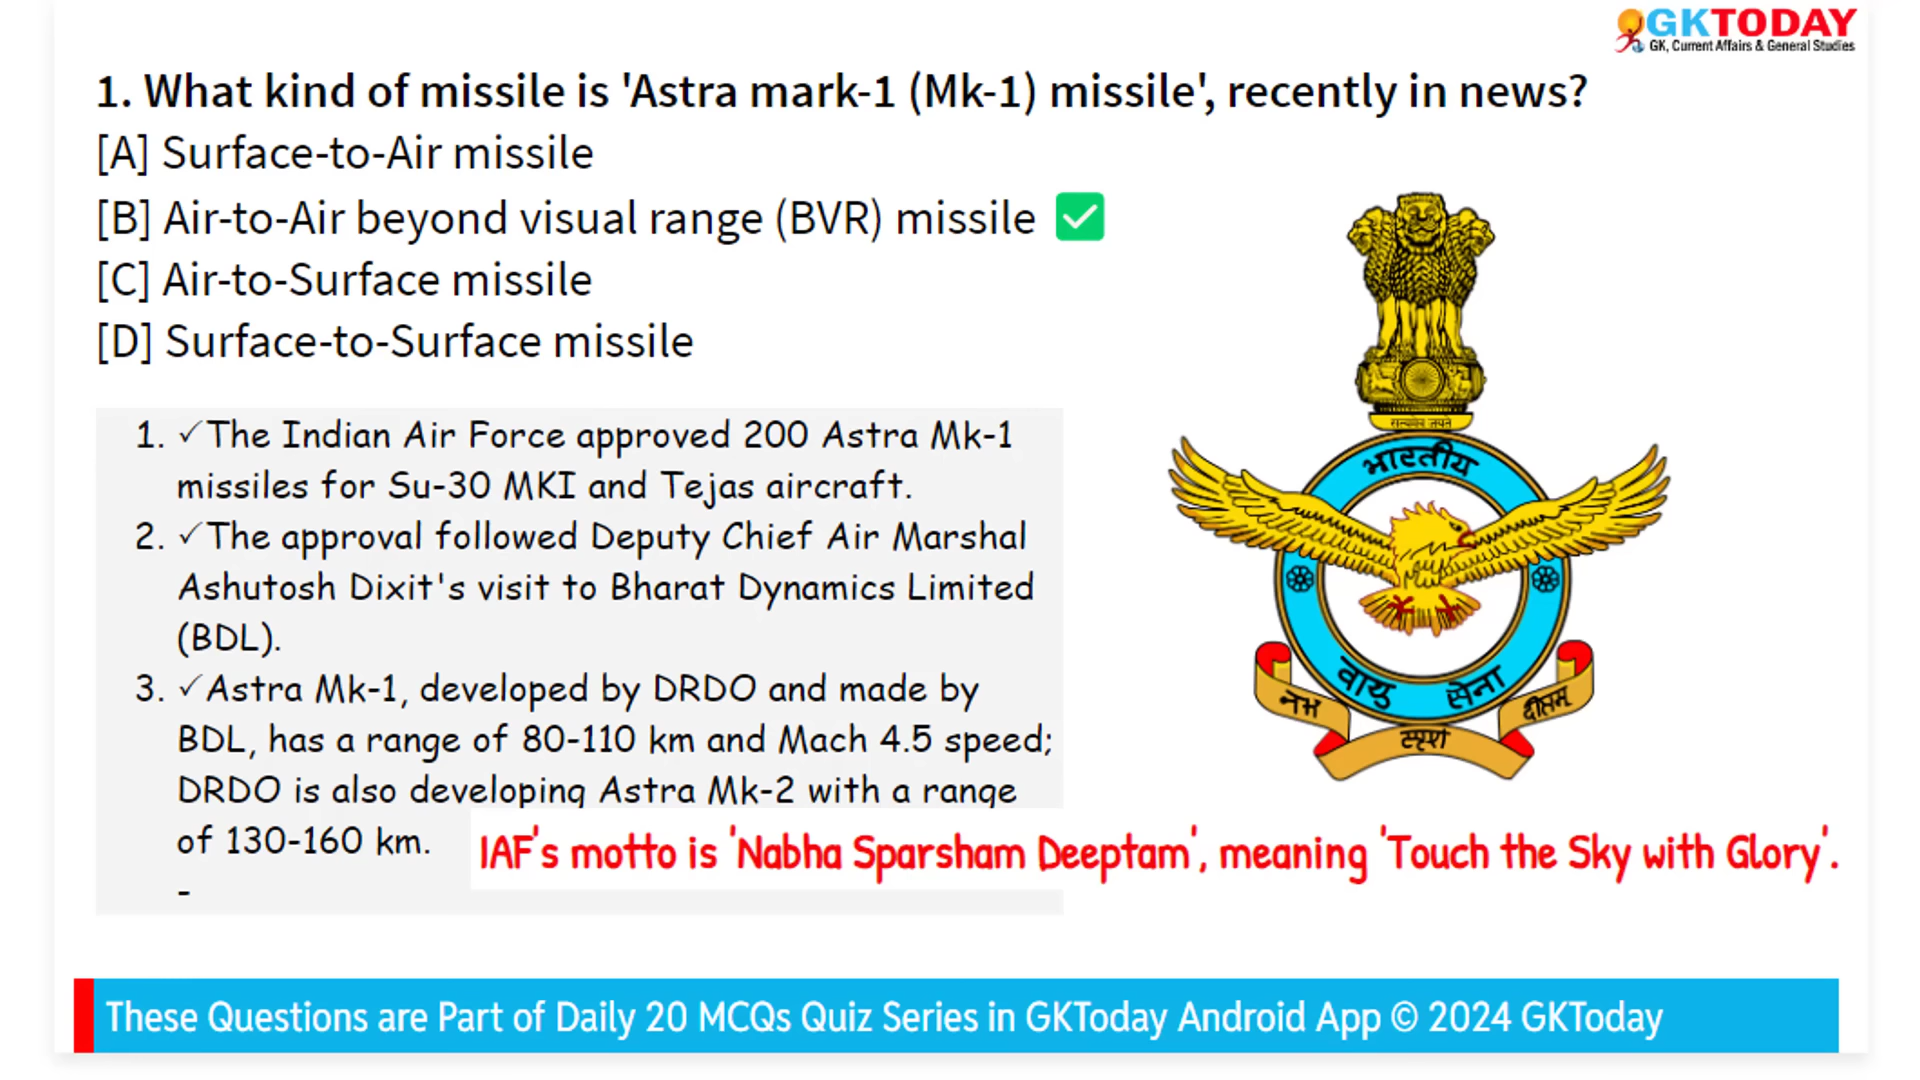 GKTODAY
GK, Current Affairs & General Studies
1. What kind of missile is 'Astra mark-1 (Mk-1) missile', recently in news?
[A] Surface-to-Air missile
[B] Air-to-Air beyond visual range (BVR) missile ✅
[C] Air-to-Surface missile
[D] Surface-to-Surface missile
1. ✓The Indian Air Force approved 200 Astra Mk-1
missiles for Su-30 MKI and Tejas aircraft.
2. ✓The approval followed Deputy Chief Air Marshal
Ashutosh Dixit's visit to Bharat Dynamics Limited
(BDL).
3. ✓Astra Mk-1, developed by DRDO and made by
BDL, has a range of 80-110 km and Mach 4.5 speed;
DRDO is also developing Astra Mk-2 with a range
of 130-160 km.
-
सत्यमेव जयते
भारतीय
वायु सेना
नभ स्पृशं दीप्तम्
IAF's motto is 'Nabha Sparsham Deeptam', meaning 'Touch the Sky with Glory'.
These Questions are Part of Daily 20 MCQs Quiz Series in GKToday Android App © 2024 GKToday